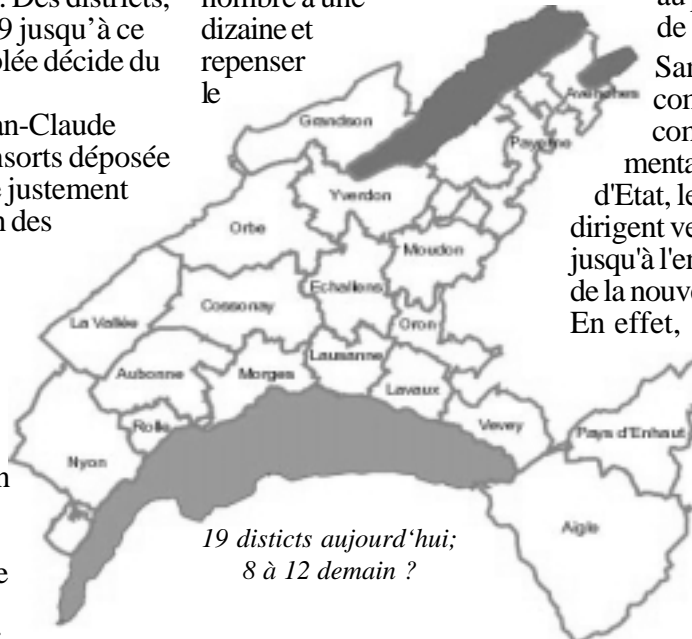 . Des districts,
9 jusqu'à ce
lée décide du
an-Claude
nsorts déposée
e justement
n des
n
e
nombre à une
dizaine et
repenser
le
de
San
con
con
menta
d'Etat, le
dirigent ve
jusqu'à l'en
de la nouve
En effet,
Grandson
Avenches
Payerne
Yverdon
Orbe
Moudon
Echallens
Cossonay
La Vallée
Oron
Lausanne
Aubonne
Morges
Lavaux
Rolle
Vevey
Pays d'Enhaut
Nyon
Aigle
19 disticts aujourd'hui;
8 à 12 demain ?